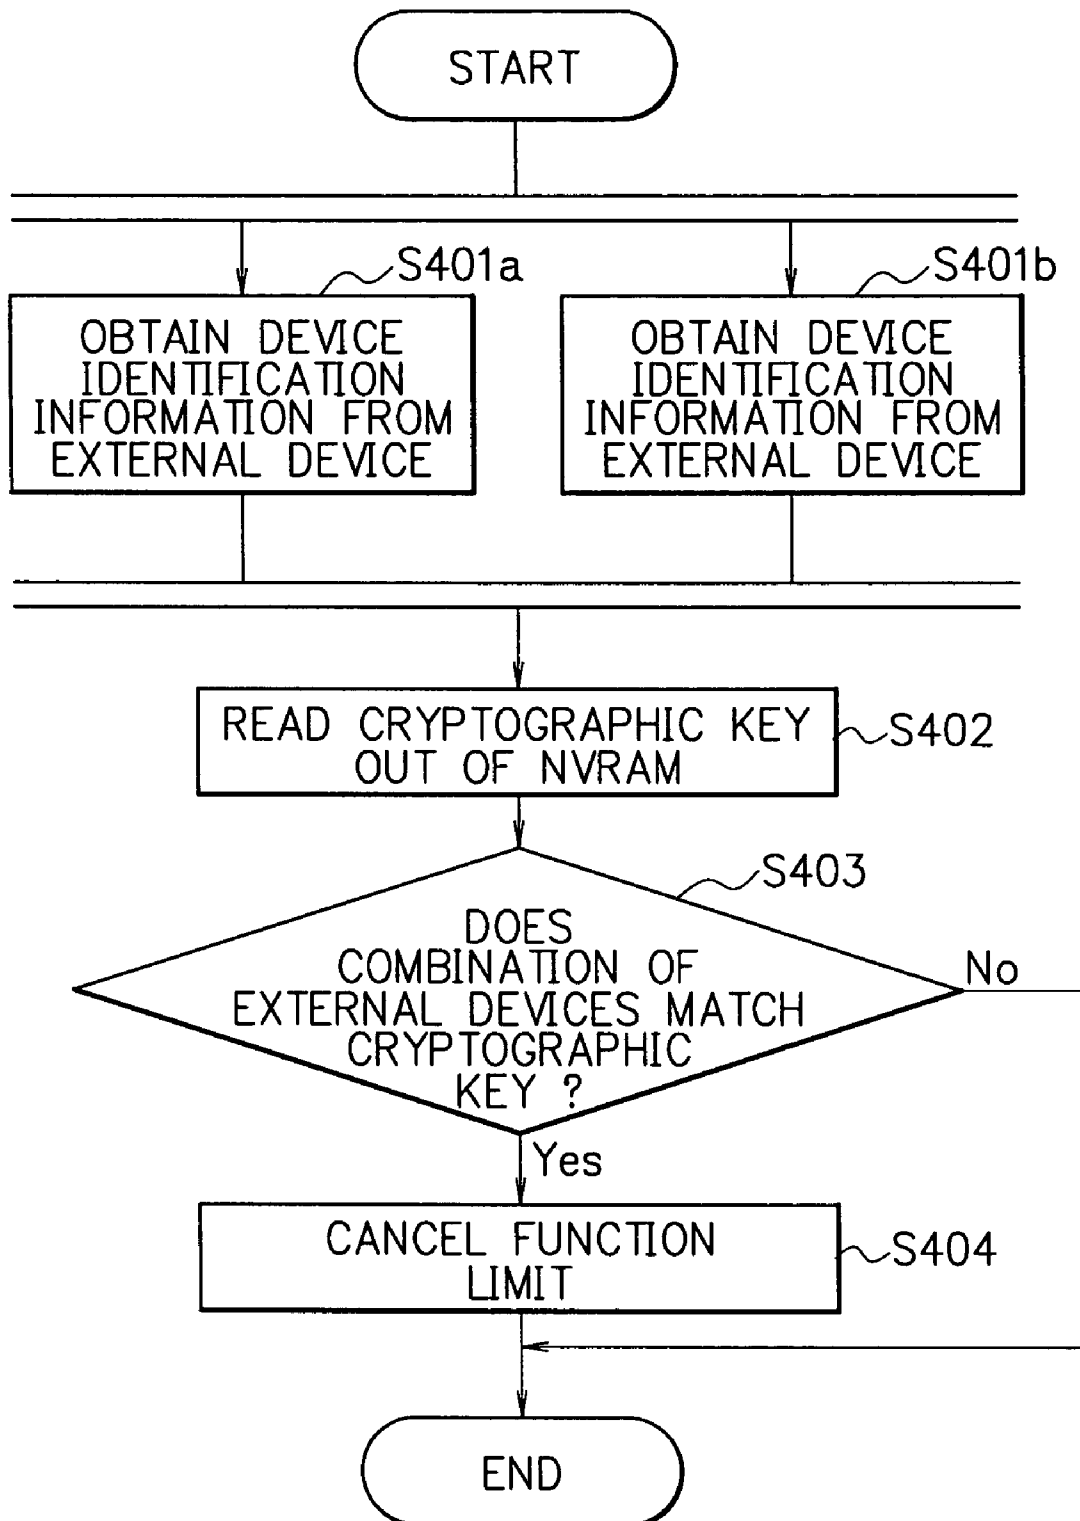 START
S401a
S401b
OBTAIN DEVICE
IDENTIFICATION
INFORMATION FROM
EXTERNAL DEVICE
OBTAIN DEVICE
IDENTIFICATION
INFORMATION FROM
EXTERNAL DEVICE
READ CRYPTOGRAPHIC KEY
OUT OF NVRAM
S402
S403
DOES
COMBINATION OF
EXTERNAL DEVICES MATCH
CRYPTOGRAPHIC
KEY ?
No
Yes
CANCEL FUNCTION
LIMIT
S404
END